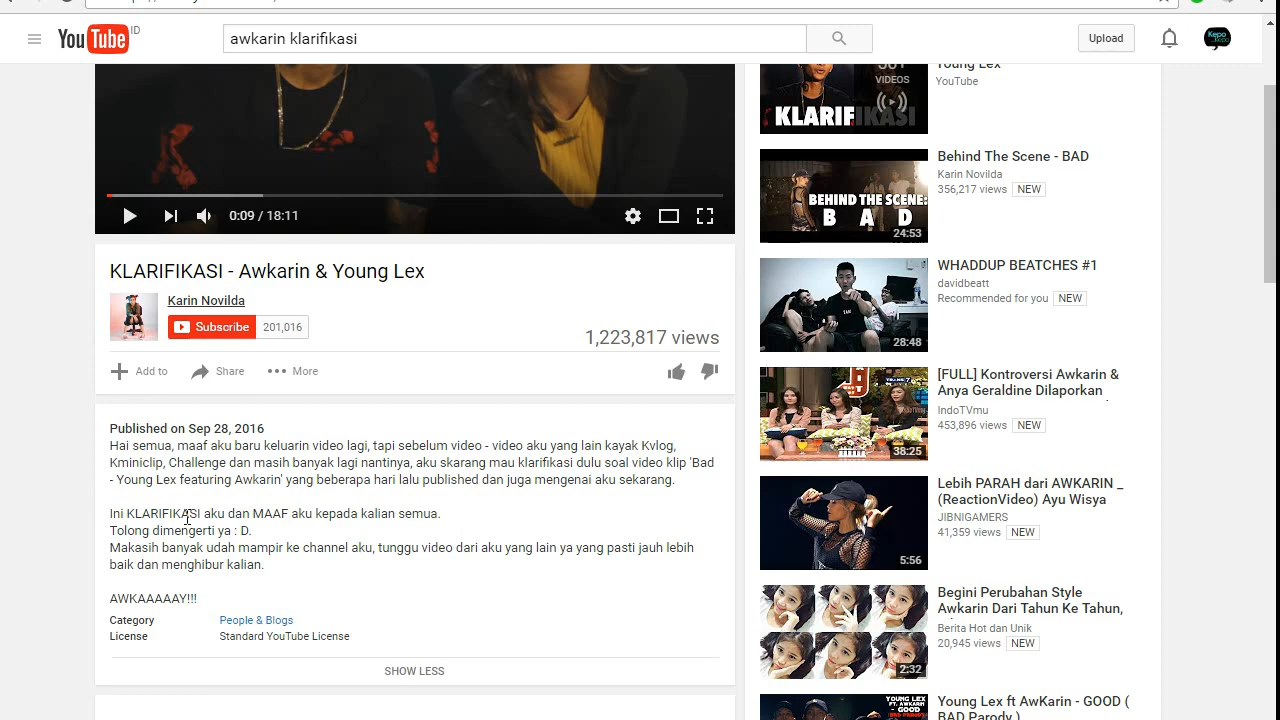 YouTube ID
awkarin klarifikasi
Upload
Kepo
0:09 / 18:11
KLARIFIKASI - Awkarin & Young Lex
Karin Novilda
Subscribe 201,016
1,223,817 views
Add to Share More
Published on Sep 28, 2016
Hai semua, maaf aku baru keluarin video lagi, tapi sebelum video - video aku yang lain kayak Kvlog,
Kminiclip, Challenge dan masih banyak lagi nantinya, aku skarang mau klarifikasi dulu soal video klip 'Bad
- Young Lex featuring Awkarin' yang beberapa hari lalu published dan juga mengenai aku sekarang.
Ini KLARIFIKASI aku dan MAAF aku kepada kalian semua.
Tolong dimengerti ya : D.
Makasih banyak udah mampir ke channel aku, tunggu video dari aku yang lain ya yang pasti jauh lebih
baik dan menghibur kalian.
AWKAAAAAY!!!
Category People & Blogs
License Standard YouTube License
SHOW LESS
Young Lex
YouTube
50+
VIDEOS
KLARIFIKASI
Behind The Scene - BAD
Karin Novilda
356,217 views NEW
BEHIND THE SCENE:
B A D
24:53
WHADDUP BEATCHES #1
davidbeatt
Recommended for you NEW
28:48
[FULL] Kontroversi Awkarin &
Anya Geraldine Dilaporkan
IndoTVmu
453,896 views NEW
TRANS7
38:25
Lebih PARAH dari AWKARIN _
(ReactionVideo) Ayu Wisya
JIBNIGAMERS
41,359 views NEW
5:56
Begini Perubahan Style
Awkarin Dari Tahun Ke Tahun,
Berita Hot dan Unik
20,945 views NEW
2:32
Young Lex ft AwKarin - GOOD (
BAD Parody )
YOUNG LEX
FT. AWKARIN
- GOOD
(BAD PARODY)